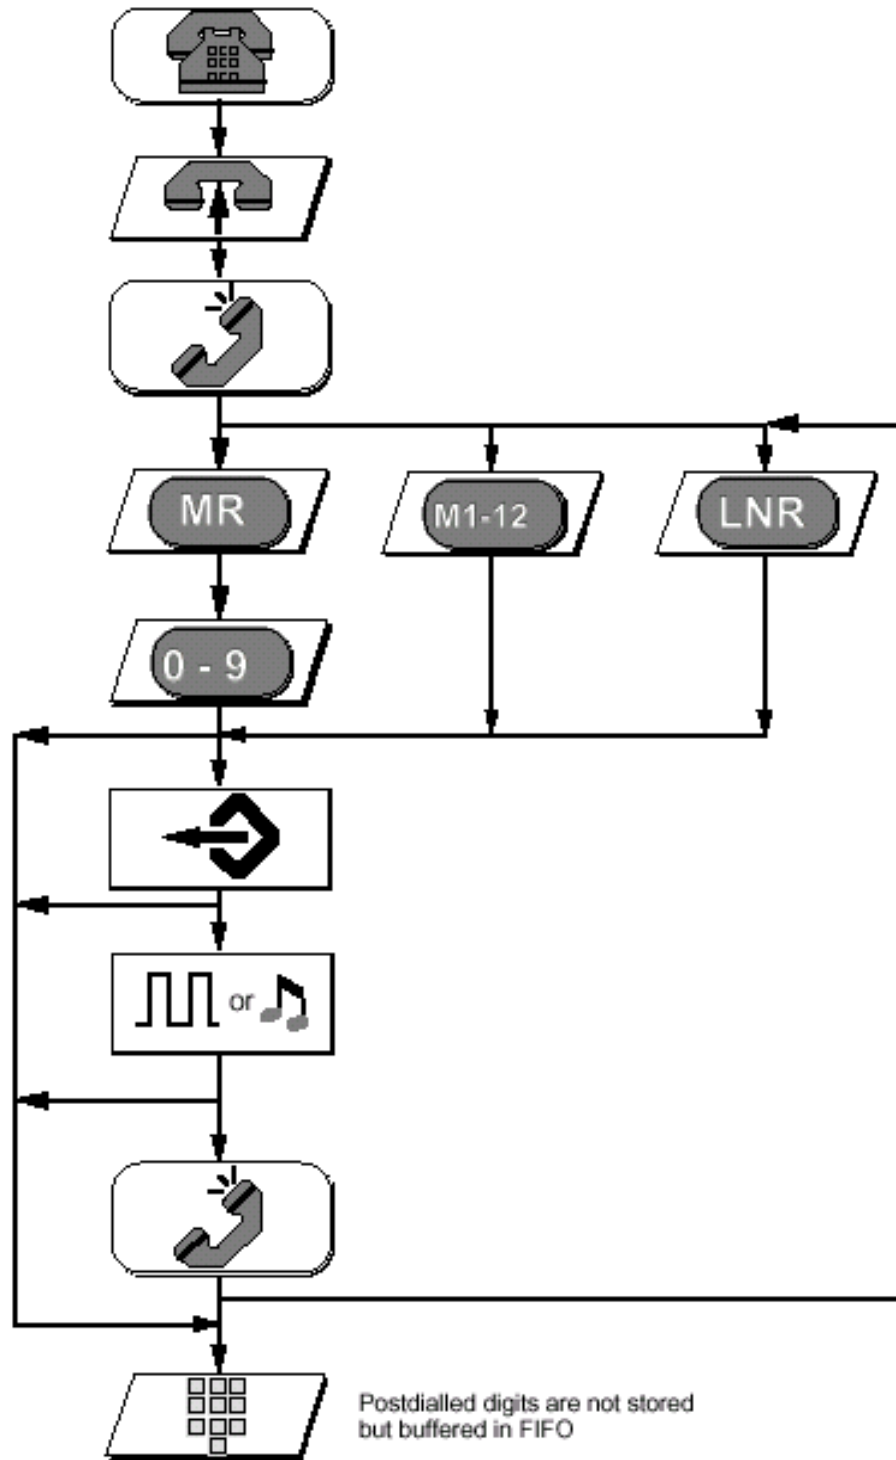 MR
M1-12
LNR
0 - 9
or
Postdialled digits are not stored
but buffered in FIFO